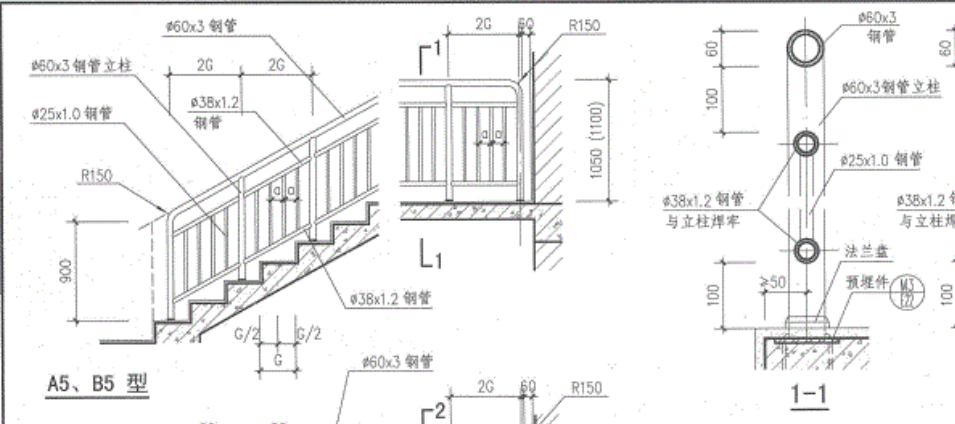 ø60x3 钢管
2G 60
R150
1
ø60x3 钢管立柱
2G 2G
ø38x1.2
钢管
ø25x1.0 钢管
R150
a a
a a
900
1050 (1100)
1
ø38x1.2 钢管
G/2 G/2
G
A5、B5 型
ø60x3 钢管
2
2G 60
R150
ø60x3
钢管
60
100
ø60x3钢管立柱
ø25x1.0 钢管
ø38x1.2 钢管
与立柱焊牢
法兰盘
≥50
预埋件
M3
100
1-1
60
ø38x1.2 钢
与立柱焊
100